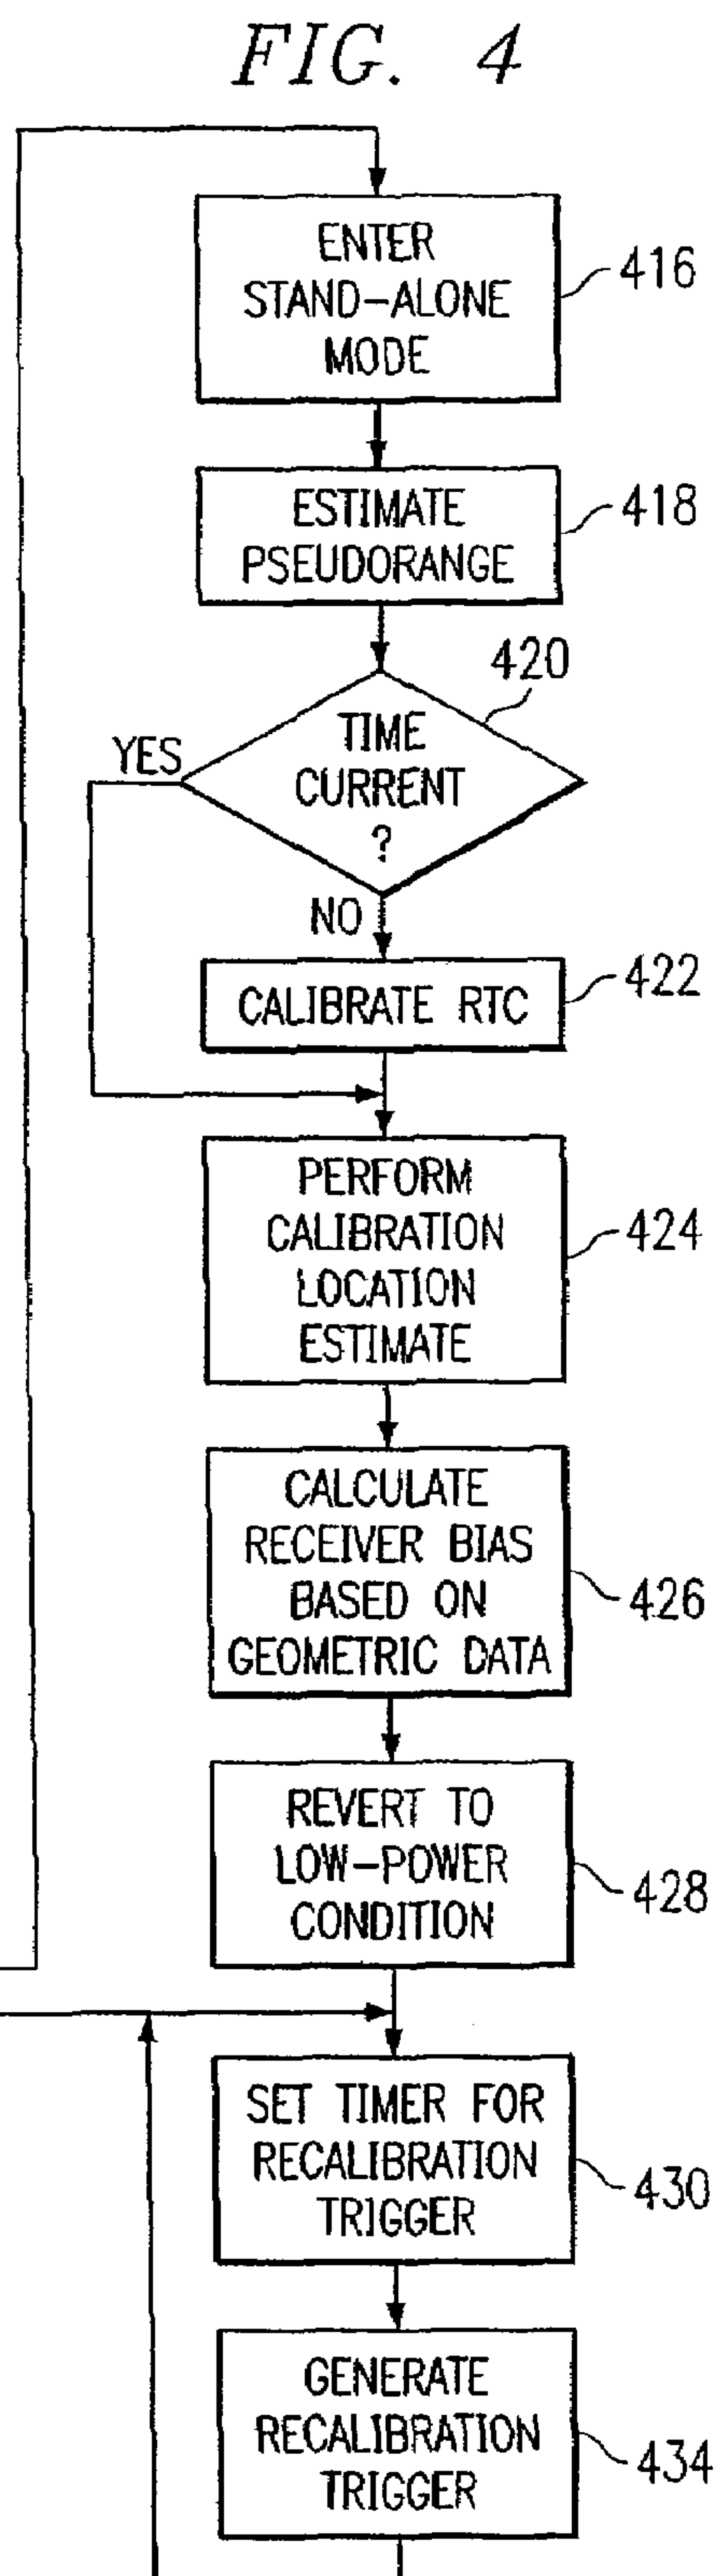 FIG. 4
ENTER
STAND-ALONE
MODE
416
ESTIMATE
PSEUDORANGE
418
420
TIME
CURRENT
?
YES
NO
CALIBRATE RTC
422
PERFORM
CALIBRATION
LOCATION
ESTIMATE
424
CALCULATE
RECEIVER BIAS
BASED ON
GEOMETRIC DATA
426
REVERT TO
LOW-POWER
CONDITION
428
SET TIMER FOR
RECALIBRATION
TRIGGER
430
GENERATE
RECALIBRATION
TRIGGER
434